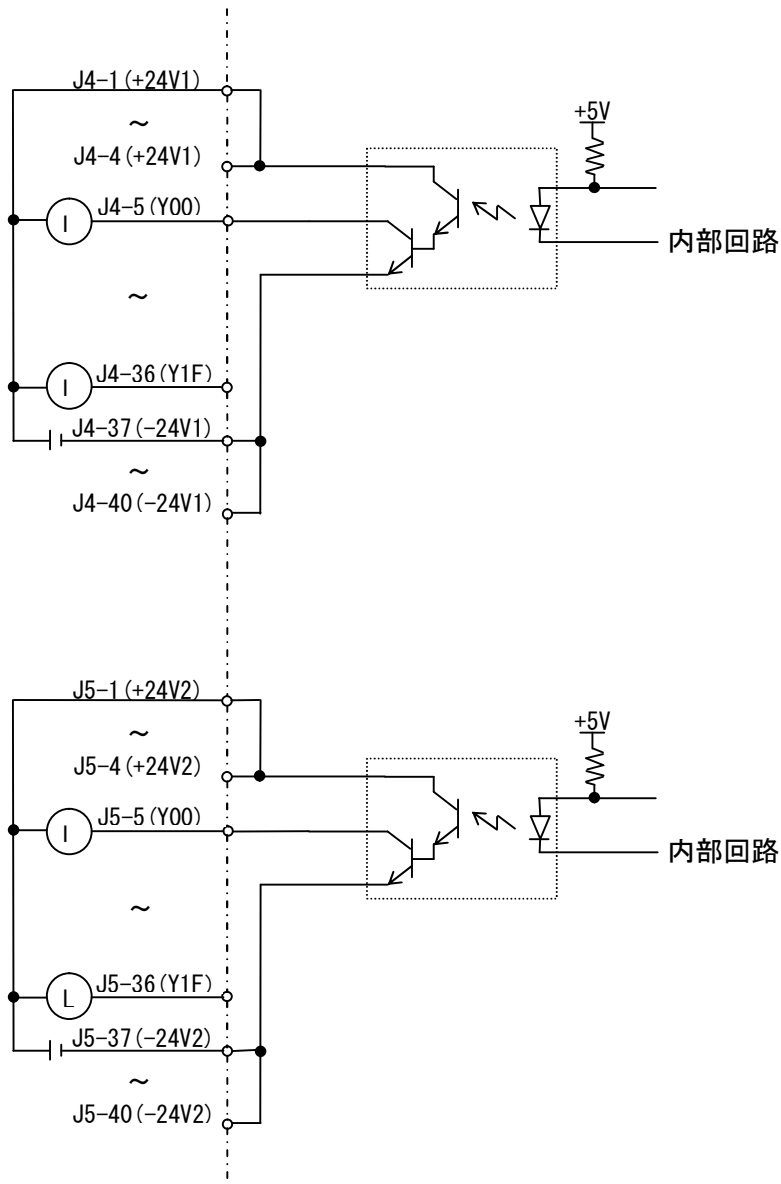 J4-1(+24V1)
~
J4-4(+24V1)
+5V
I
J4-5(Y00)
内部回路
~
I
J4-36(Y1F)
J4-37(-24V1)
~
J4-40(-24V1)
J5-1(+24V2)
~
J5-4(+24V2)
+5V
I
J5-5(Y00)
内部回路
~
L
J5-36(Y1F)
J5-37(-24V2)
~
J5-40(-24V2)